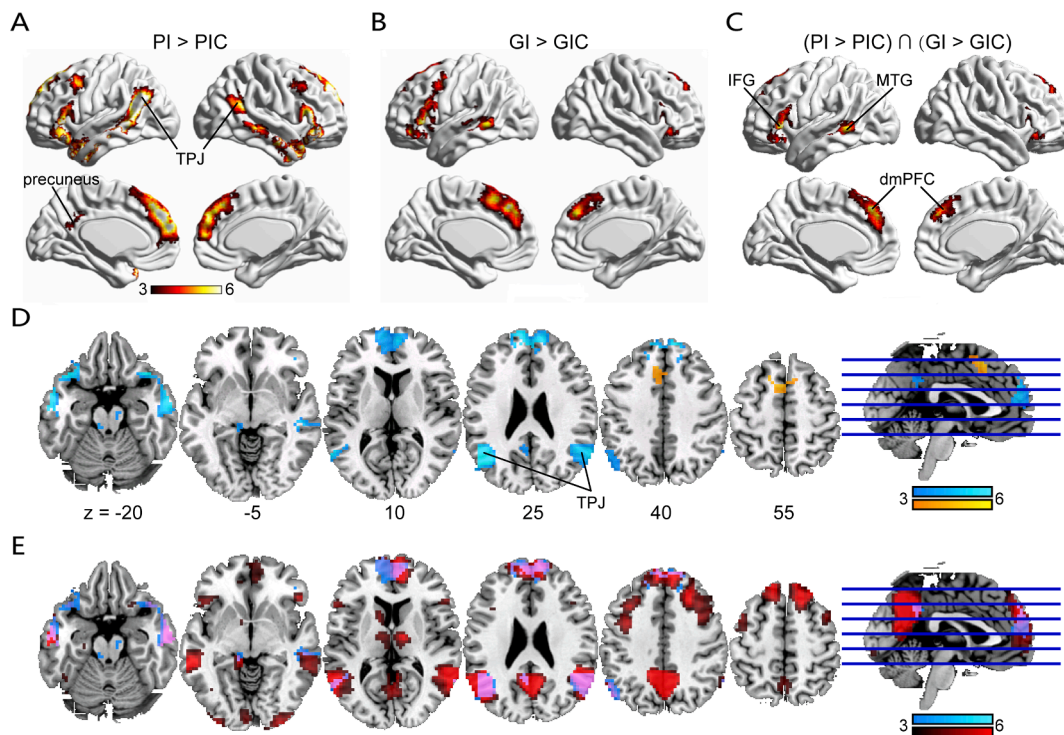 A
PI > PIC
TPJ
precuneus
3 6
B
GI > GIC
C
(PI > PIC) ∩ (GI > GIC)
IFG
MTG
dmPFC
D
TPJ
z = -20 -5 10 25 40 55
3 6
E
3 6